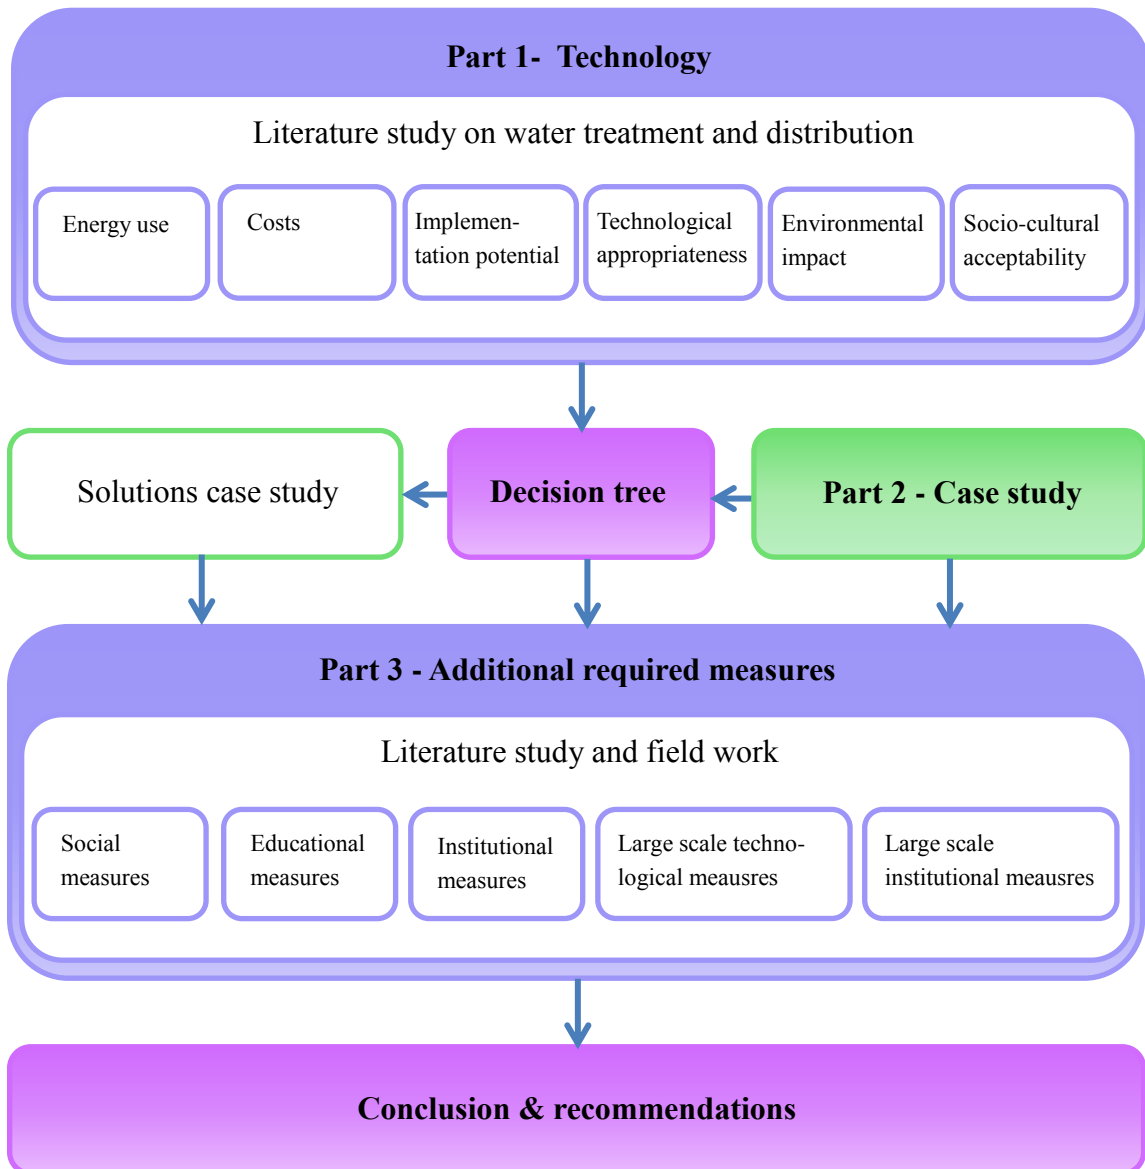 Part 1-  Technology
Literature study on water treatment and distribution
Energy use
Costs
Implemen-
tation potential
Technological
appropriateness
Environmental
impact
Socio-cultural
acceptability
Solutions case study
Decision tree
Part 2 - Case study
Part 3 - Additional required measures
Literature study and field work
Social
measures
Educational
measures
Institutional
measures
Large scale techno-
logical meausres
Large scale
institutional meausres
Conclusion & recommendations